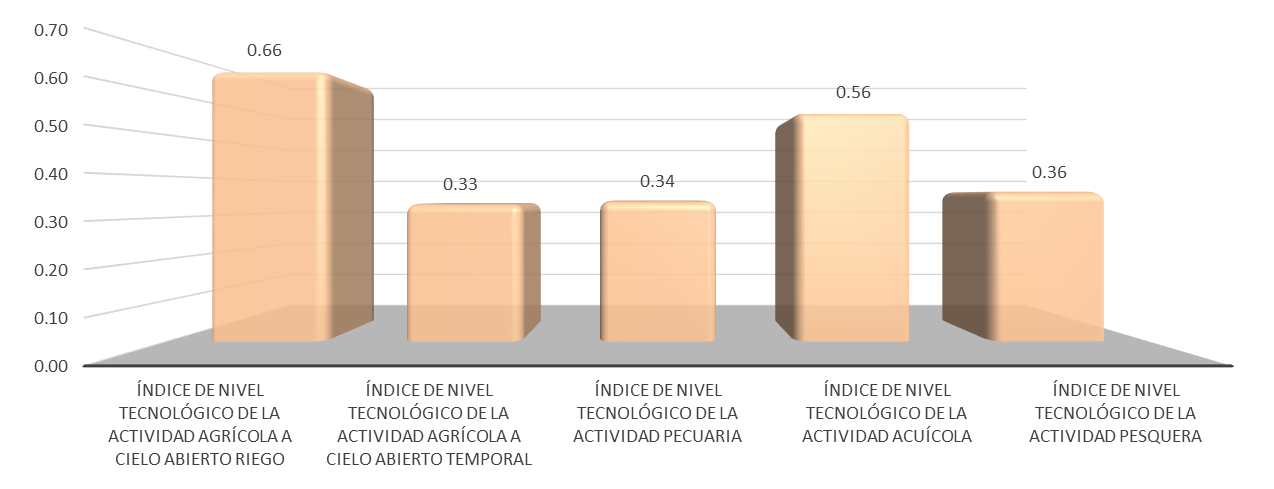 0.70
0.60
0.50
0.40
0.30
0.20
0.10
0.00
0.66
0.33
0.34
0.56
0.36
ÍNDICE DE NIVEL
TECNOLÓGICO DE LA
ACTIVIDAD AGRÍCOLA A
CIELO ABIERTO RIEGO
ÍNDICE DE NIVEL
TECNOLÓGICO DE LA
ACTIVIDAD AGRÍCOLA A
CIELO ABIERTO TEMPORAL
ÍNDICE DE NIVEL
TECNOLÓGICO DE LA
ACTIVIDAD PECUARIA
ÍNDICE DE NIVEL
TECNOLÓGICO DE LA
ACTIVIDAD ACUÍCOLA
ÍNDICE DE NIVEL
TECNOLÓGICO DE LA
ACTIVIDAD PESQUERA